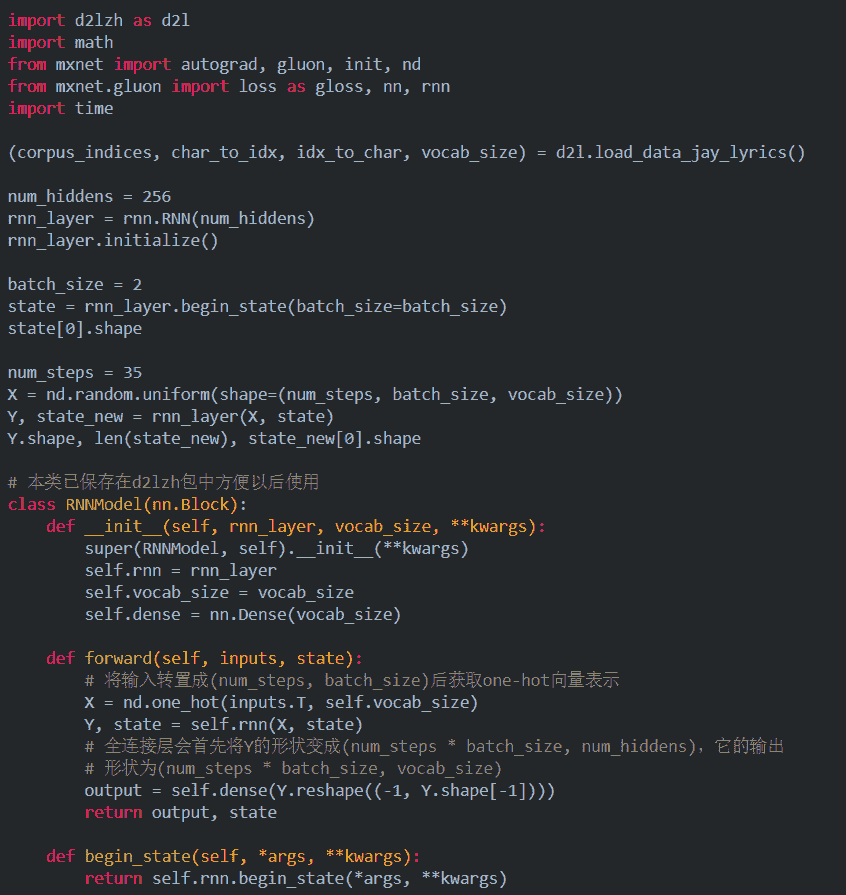 import d2lzh as d2l
import math
from mxnet import autograd, gluon, init, nd
from mxnet.gluon import loss as gloss, nn, rnn
import time
(corpus_indices, char_to_idx, idx_to_char, vocab_size) = d2l.load_data_jay_lyrics()
num_hiddens = 256
rnn_layer = rnn.RNN(num_hiddens)
rnn_layer.initialize()
batch_size = 2
state = rnn_layer.begin_state(batch_size=batch_size)
state[0].shape
num_steps = 35
X = nd.random.uniform(shape=(num_steps, batch_size, vocab_size))
Y, state_new = rnn_layer(X, state)
Y.shape, len(state_new), state_new[0].shape
# 本类已保存在d2lzh包中方便以后使用
class RNNModel(nn.Block):
    def __init__(self, rnn_layer, vocab_size, **kwargs):
        super(RNNModel, self).__init__(**kwargs)
        self.rnn = rnn_layer
        self.vocab_size = vocab_size
        self.dense = nn.Dense(vocab_size)
    def forward(self, inputs, state):
        # 将输入转置成(num_steps, batch_size)后获取one-hot向量表示
        X = nd.one_hot(inputs.T, self.vocab_size)
        Y, state = self.rnn(X, state)
        # 全连接层会首先将Y的形状变成(num_steps * batch_size, num_hiddens)，它的输出
        # 形状为(num_steps * batch_size, vocab_size)
        output = self.dense(Y.reshape((-1, Y.shape[-1])))
        return output, state
    def begin_state(self, *args, **kwargs):
        return self.rnn.begin_state(*args, **kwargs)